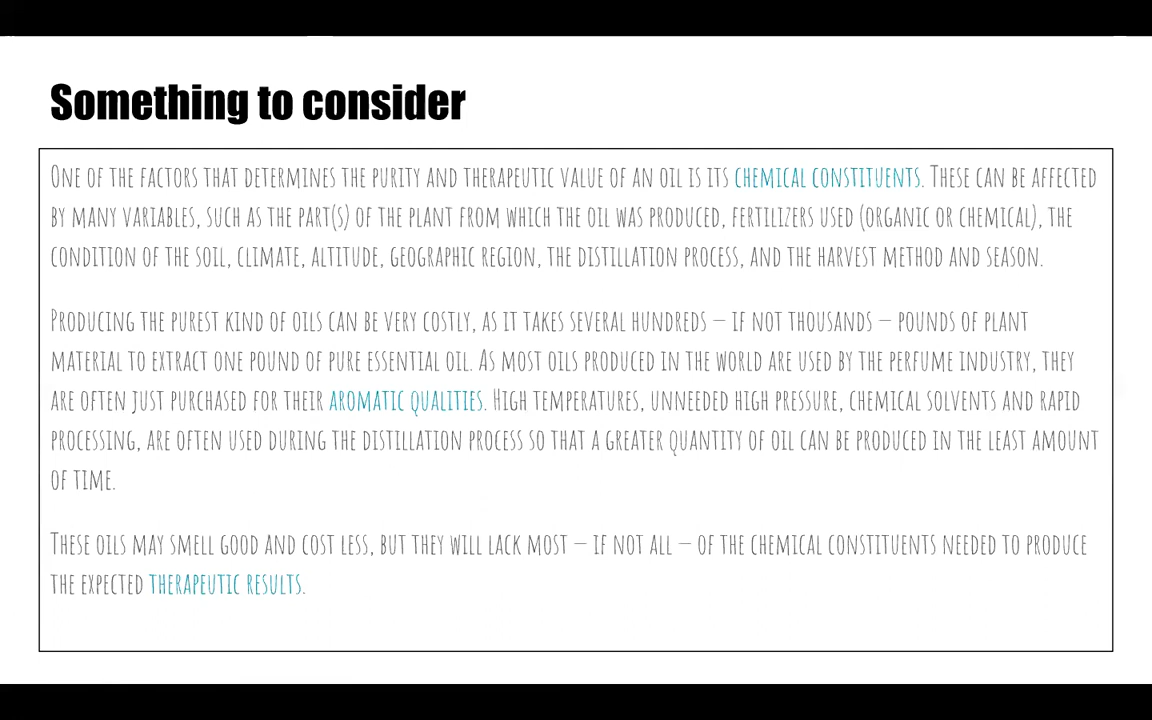 Something to consider
One of the factors that determines the purity and therapeutic value of an oil is its chemical constituents. These can be affected
by many variables, such as the part(s) of the plant from which the oil was produced, fertilizers used (organic or chemical), the
condition of the soil, climate, altitude, geographic region, the distillation process, and the harvest method and season.
Producing the purest kind of oils can be very costly, as it takes several hundreds – if not thousands – pounds of plant
material to extract one pound of pure essential oil. As most oils produced in the world are used by the perfume industry, they
are often just purchased for their aromatic qualities. High temperatures, unneeded high pressure, chemical solvents and rapid
processing, are often used during the distillation process so that a greater quantity of oil can be produced in the least amount
of time.
These oils may smell good and cost less, but they will lack most – if not all – of the chemical constituents needed to produce
the expected therapeutic results.